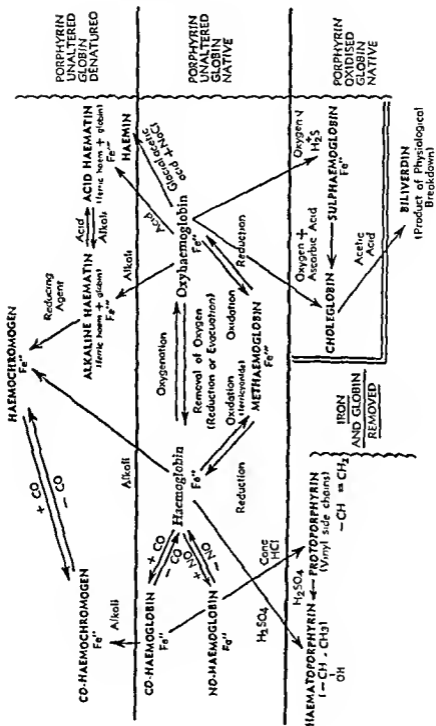 PORPHYRIN
UNALTERED
GLOBIN
DENATURED
PORPHYRIN
UNALTERED
GLOBIN
NATIVE
PORPHYRIN
OXIDISED
GLOBIN
NATIVE
HAEMOCHROMOGEN
Fe''
Reducing
Agent
ALKALINE HAEMATIN
(ferric haem + globin)
Fe'''
Acid
Alkali
ACID HAEMATIN
(ferric haem + globin)
Fe'''
HAEMIN
+ CO
- CO
CO-HAEMOCHROMOGEN
Fe''
Alkali
Alkali
Alkali
Acid
Glacial acetic
acid + NaCl
CO-HAEMOGLOBIN
Fe''
+ CO
- CO
NO-HAEMOGLOBIN
Fe''
+ NO
- NO
Haemoglobin
Fe''
Oxygenation
Removal of Oxygen
(Reduction or Evacuation)
Oxyhaemoglobin
Fe''
Oxidation
(ferricyanide)
Reduction
METHAEMOGLOBIN
Fe'''
Oxidation
Reduction
Conc
HCl
H2SO4
Oxygen +
Ascorbic Acid
Oxygen
+
H2S
CHOLEGLOBIN
SULPHAEMOGLOBIN
Fe''
Acetic
Acid
BILIVERDIN
(Product of Physiological
Breakdown)
IRON
AND GLOBIN
REMOVED
HAEMATOPORPHYRIN
(-CH - CH3)
OH
H2SO4
PROTOPORPHYRIN
(Vinyl side chains)
-CH = CH2